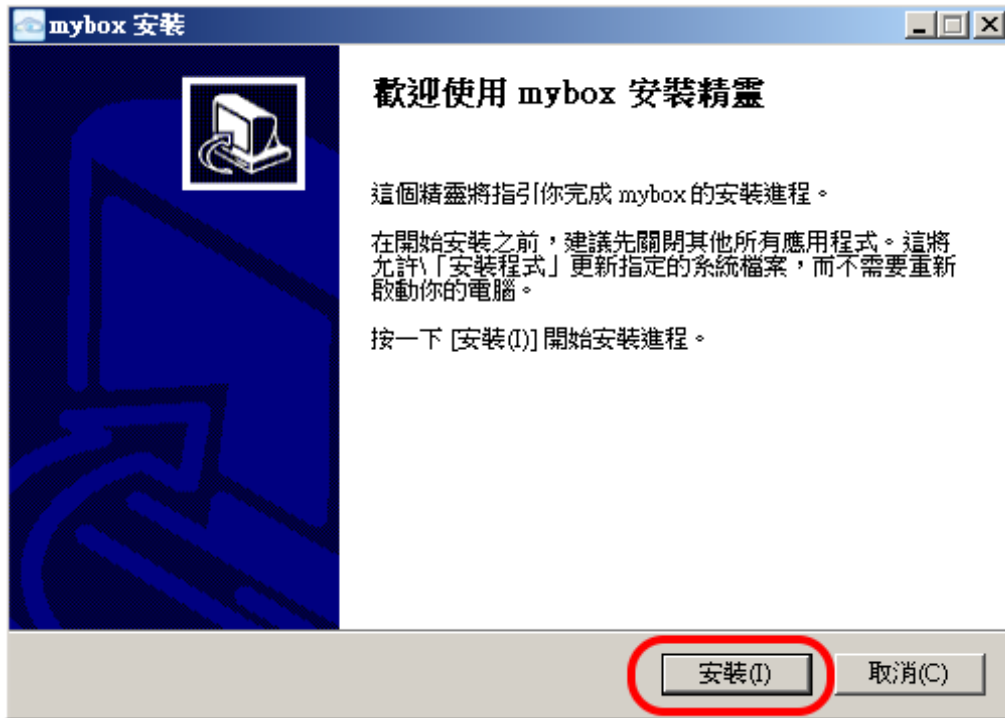 mybox 安裝
歡迎使用 mybox 安裝精靈
這個精靈將指引你完成 mybox 的安裝進程。
在開始安裝之前，建議先關閉其他所有應用程式。這將
允許\「安裝程式」更新指定的系統檔案，而不需要重新
啟動你的電腦。
按一下 [安裝(I)] 開始安裝進程。
安裝(I)
取消(C)